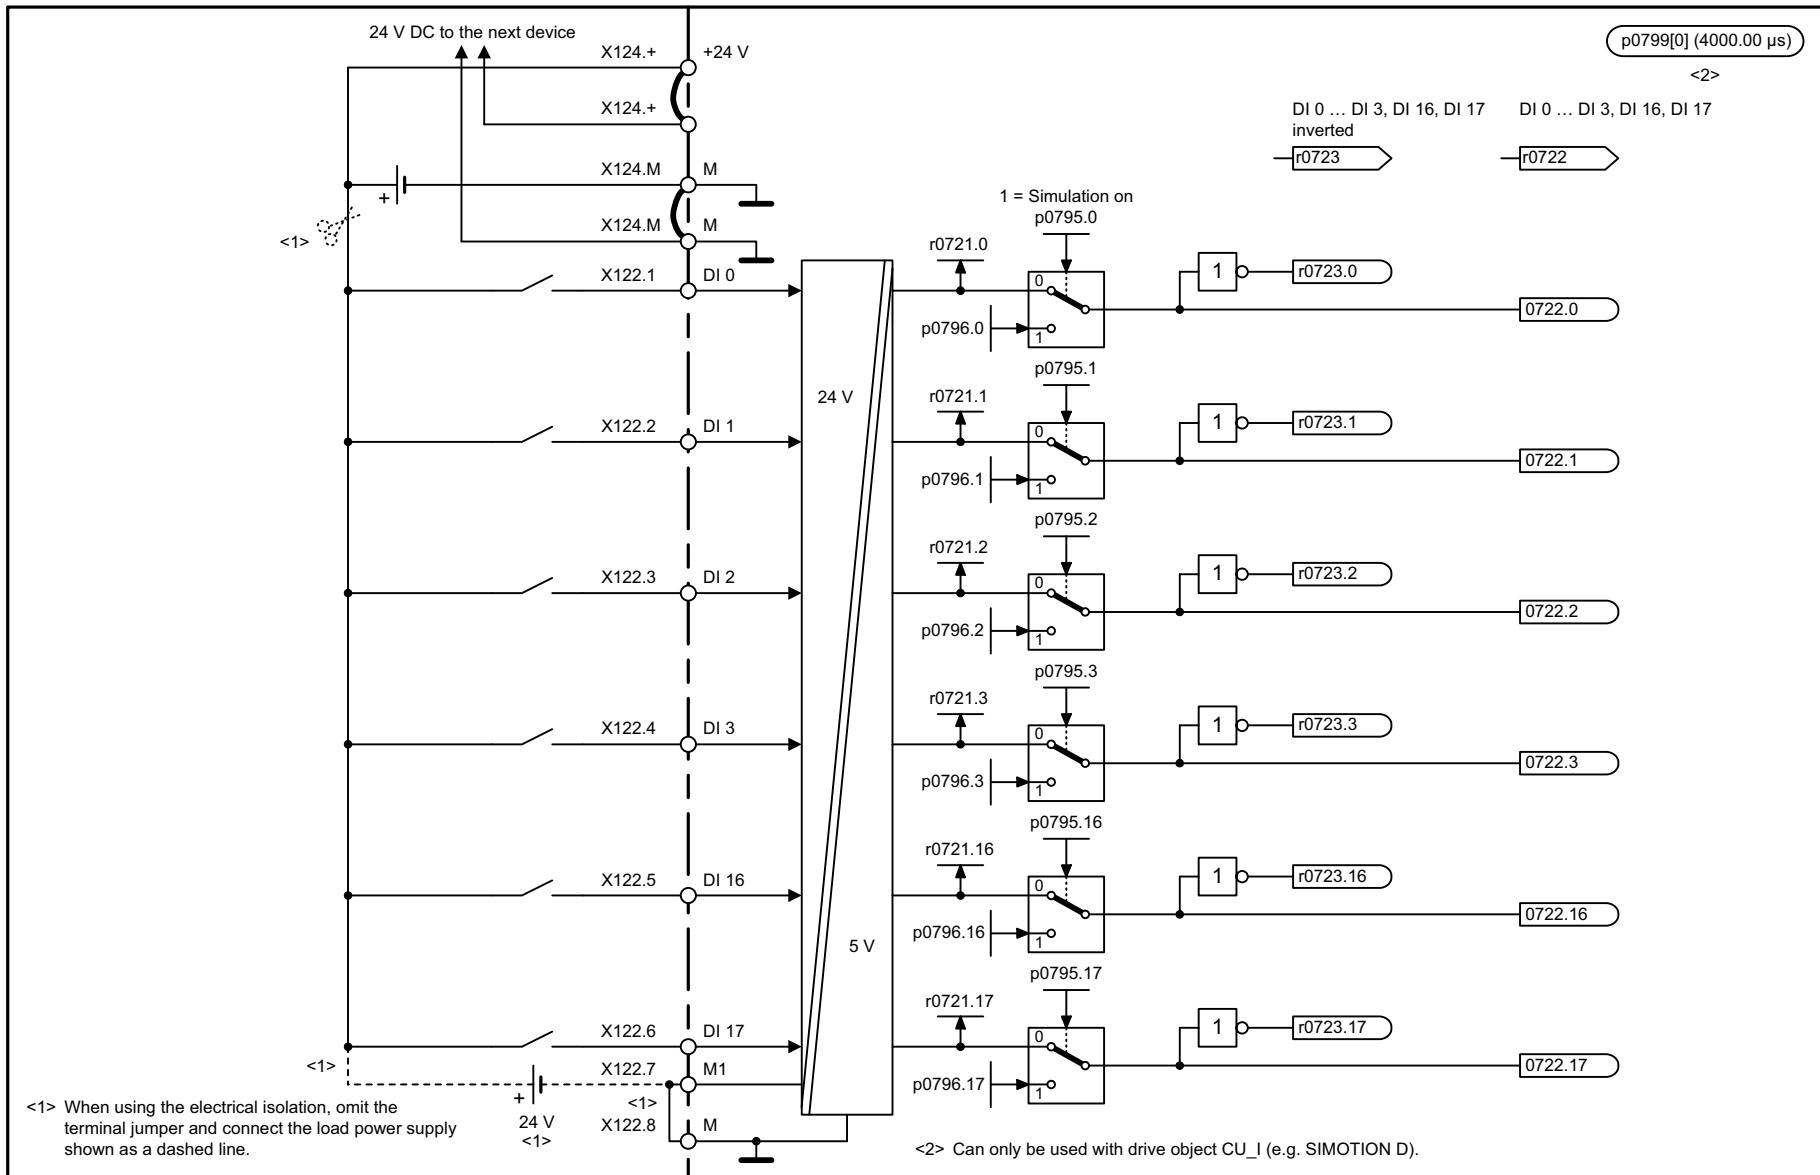 24 V DC to the next device
X124.+
+24 V
p0799[0] (4000.00 µs)
<2>
X124.+
DI 0 … DI 3, DI 16, DI 17
inverted
r0723
DI 0 … DI 3, DI 16, DI 17
r0722
X124.M
M
+
<1>
X124.M
M
1 = Simulation on
p0795.0
r0721.0
X122.1
DI 0
0
1
r0723.0
0722.0
p0796.0
1
p0795.1
24 V
r0721.1
X122.2
DI 1
0
1
r0723.1
0722.1
p0796.1
1
p0795.2
r0721.2
X122.3
DI 2
0
1
r0723.2
0722.2
p0796.2
1
p0795.3
r0721.3
X122.4
DI 3
0
1
r0723.3
0722.3
p0796.3
1
p0795.16
r0721.16
X122.5
DI 16
0
1
r0723.16
0722.16
p0796.16
1
5 V
p0795.17
r0721.17
X122.6
DI 17
0
1
r0723.17
0722.17
p0796.17
1
<1>
X122.7
M1
+
24 V
<1>
<1>
X122.8
M
<1> When using the electrical isolation, omit the
terminal jumper and connect the load power supply
shown as a dashed line.
<2> Can only be used with drive object CU_I (e.g. SIMOTION D).